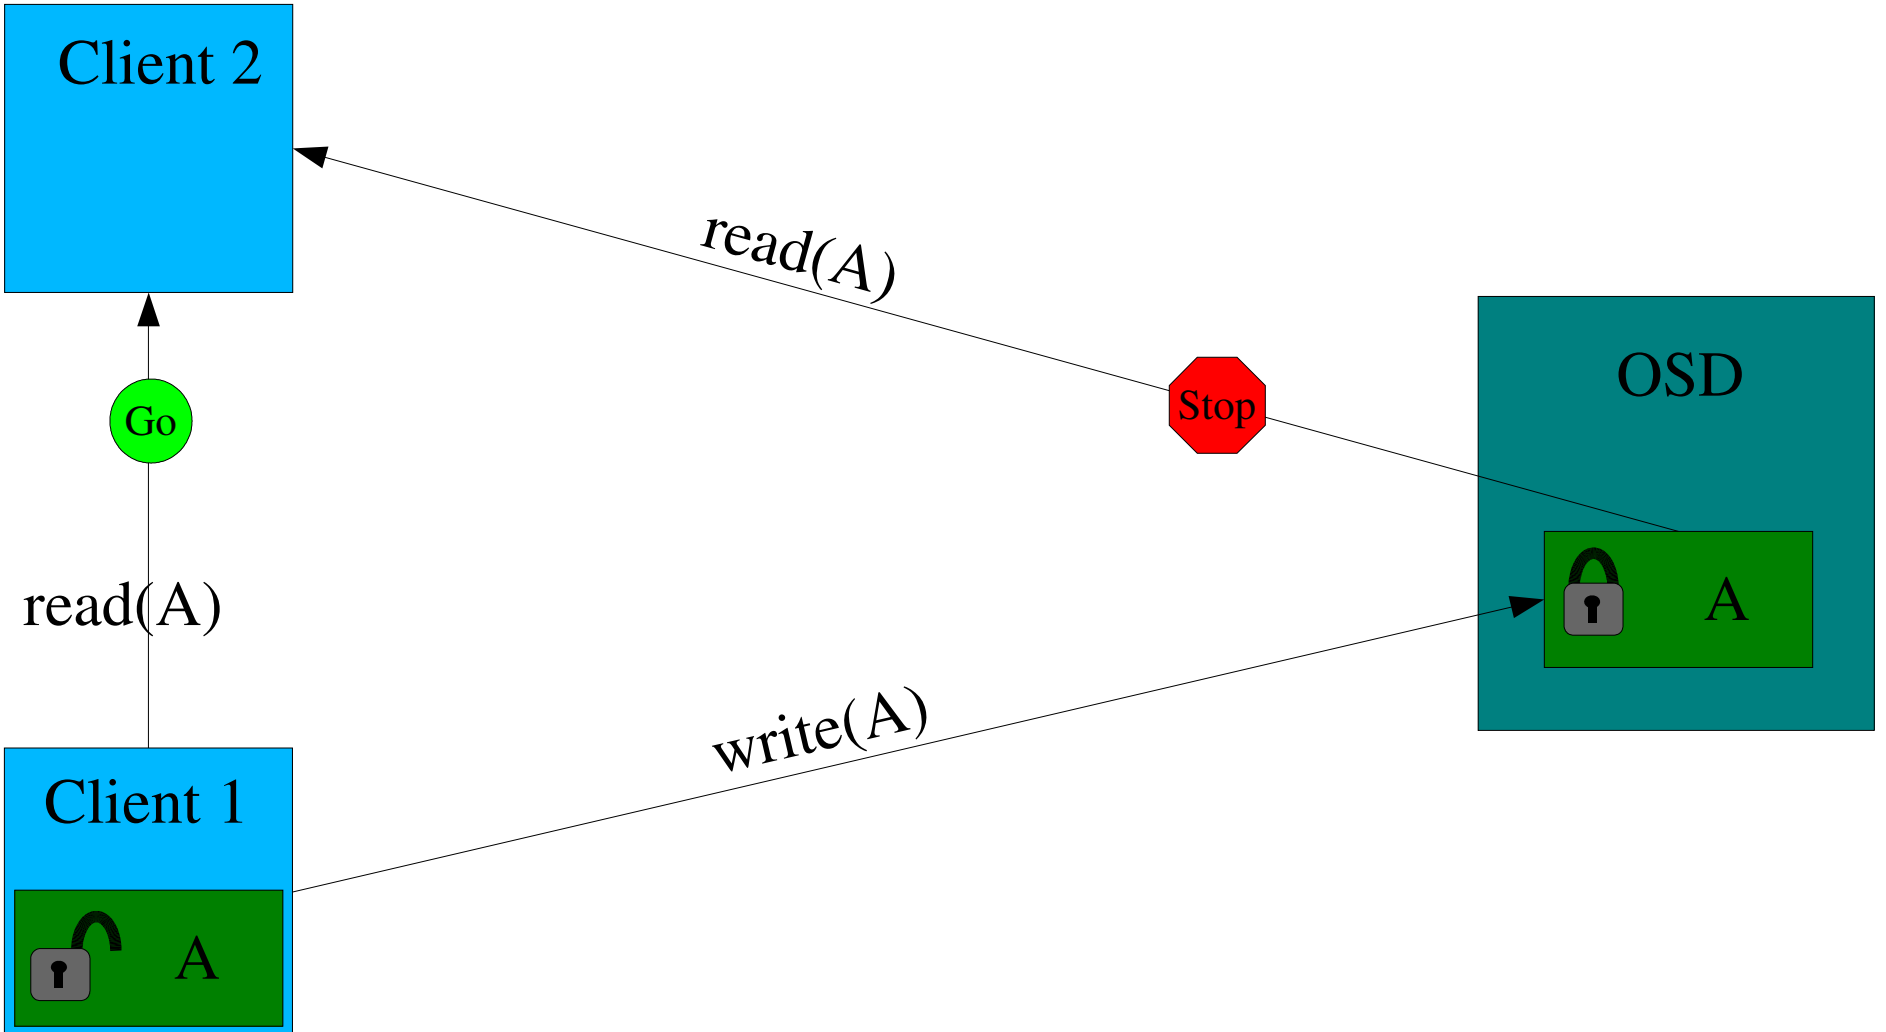 Client 2
read(A)
OSD
Stop
Go
A
read(A)
write(A)
Client 1
A